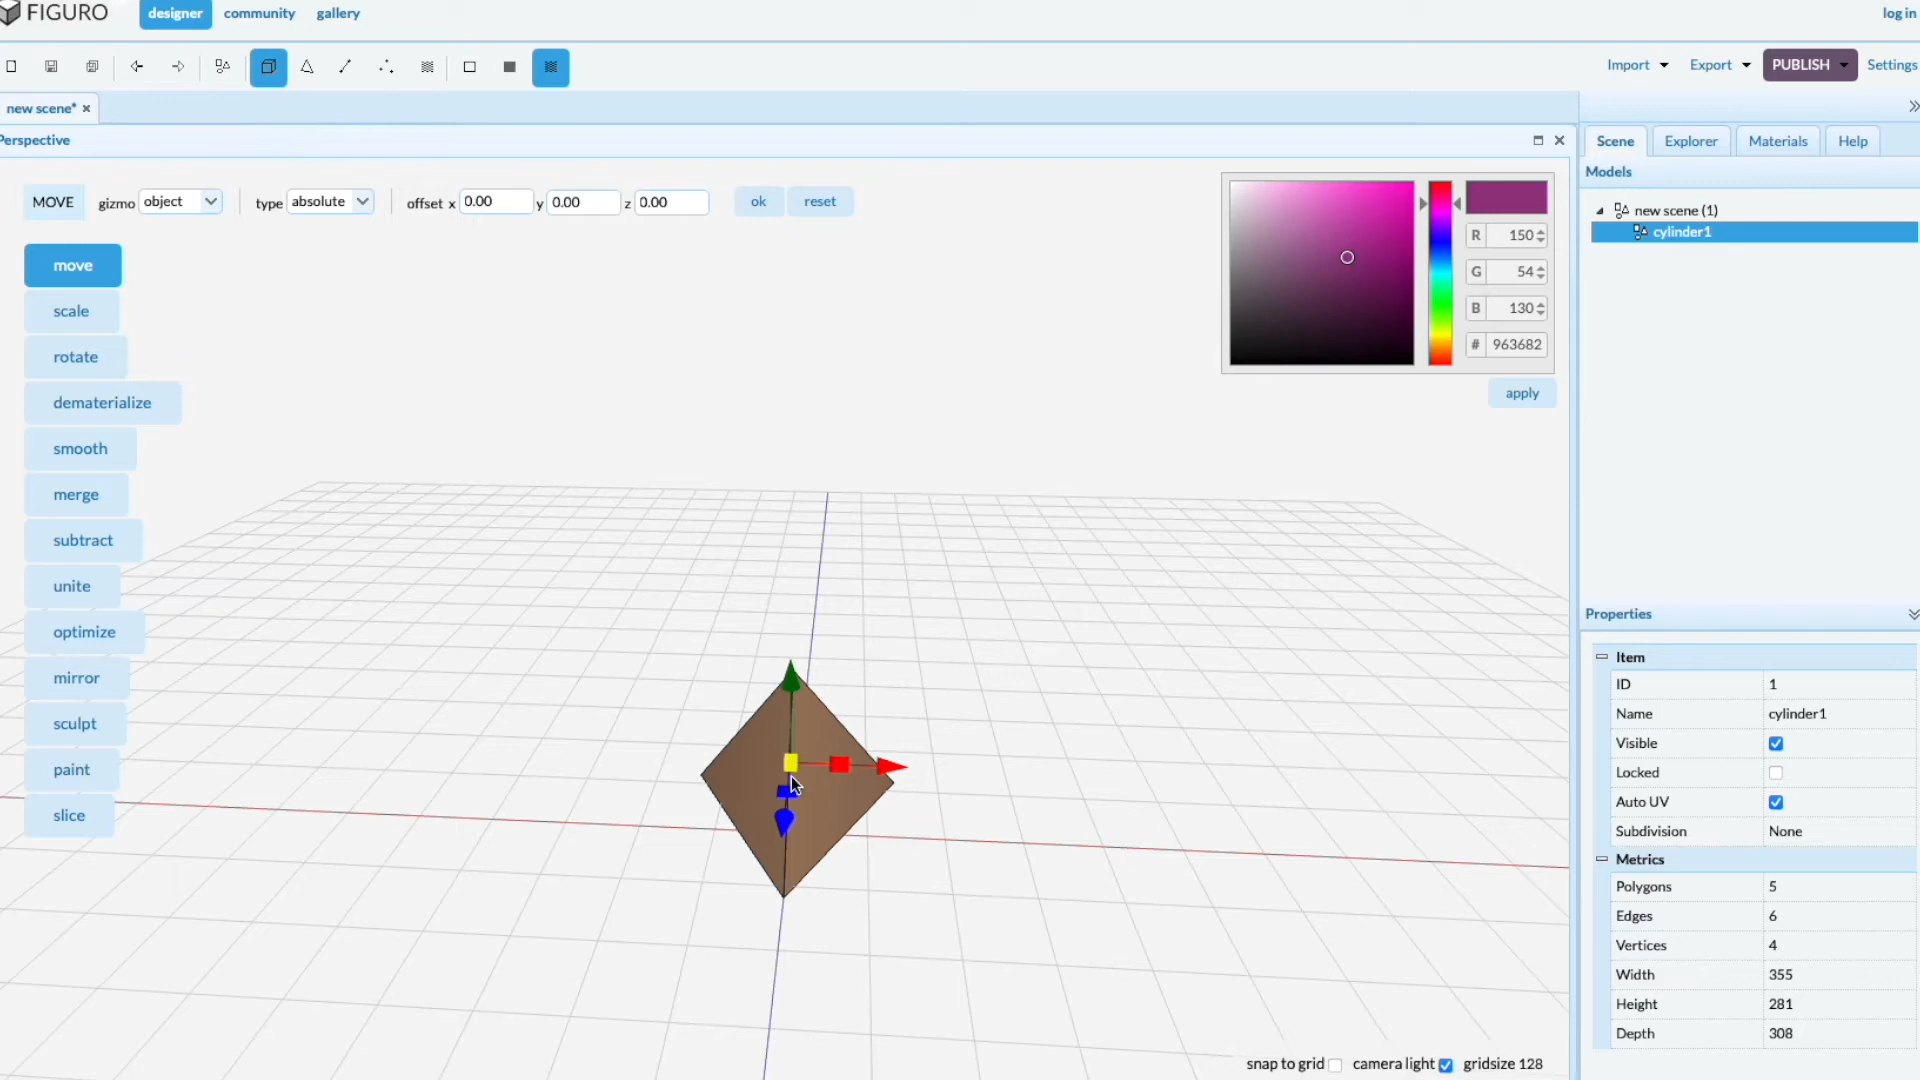 FIGURO
designer community gallery
log in
Import Export PUBLISH Settings
new scene* ×
Perspective
MOVE gizmo object type absolute offset x 0.00 y 0.00 z 0.00 ok reset
move
scale
rotate
dematerialize
smooth
merge
subtract
unite
optimize
mirror
sculpt
paint
slice
R 150
G 54
B 130
# 963682
apply
snap to grid camera light gridsize 128
Scene Explorer Materials Help
Models
new scene (1)
cylinder1
Properties
Item
ID 1
Name cylinder1
Visible
Locked
Auto UV
Subdivision None
Metrics
Polygons 5
Edges 6
Vertices 4
Width 355
Height 281
Depth 308